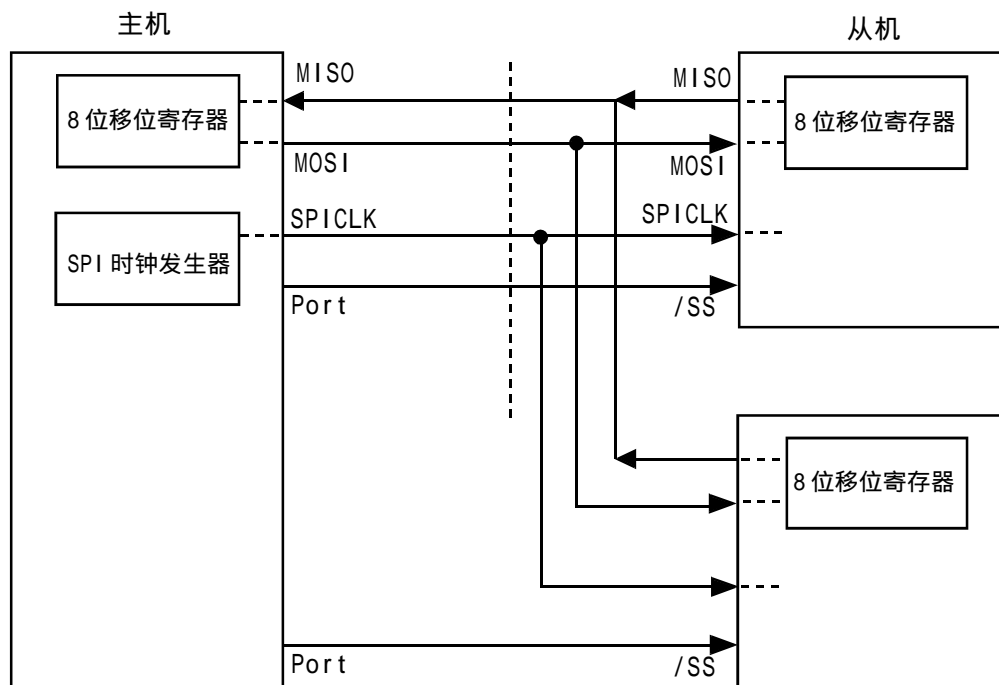 主机
从机
MISO
MISO
8位移位寄存器
8位移位寄存器
MOSI
MOSI
SPICLK
SPICLK
SPI 时钟发生器
Port
/SS
8位移位寄存器
Port
/SS